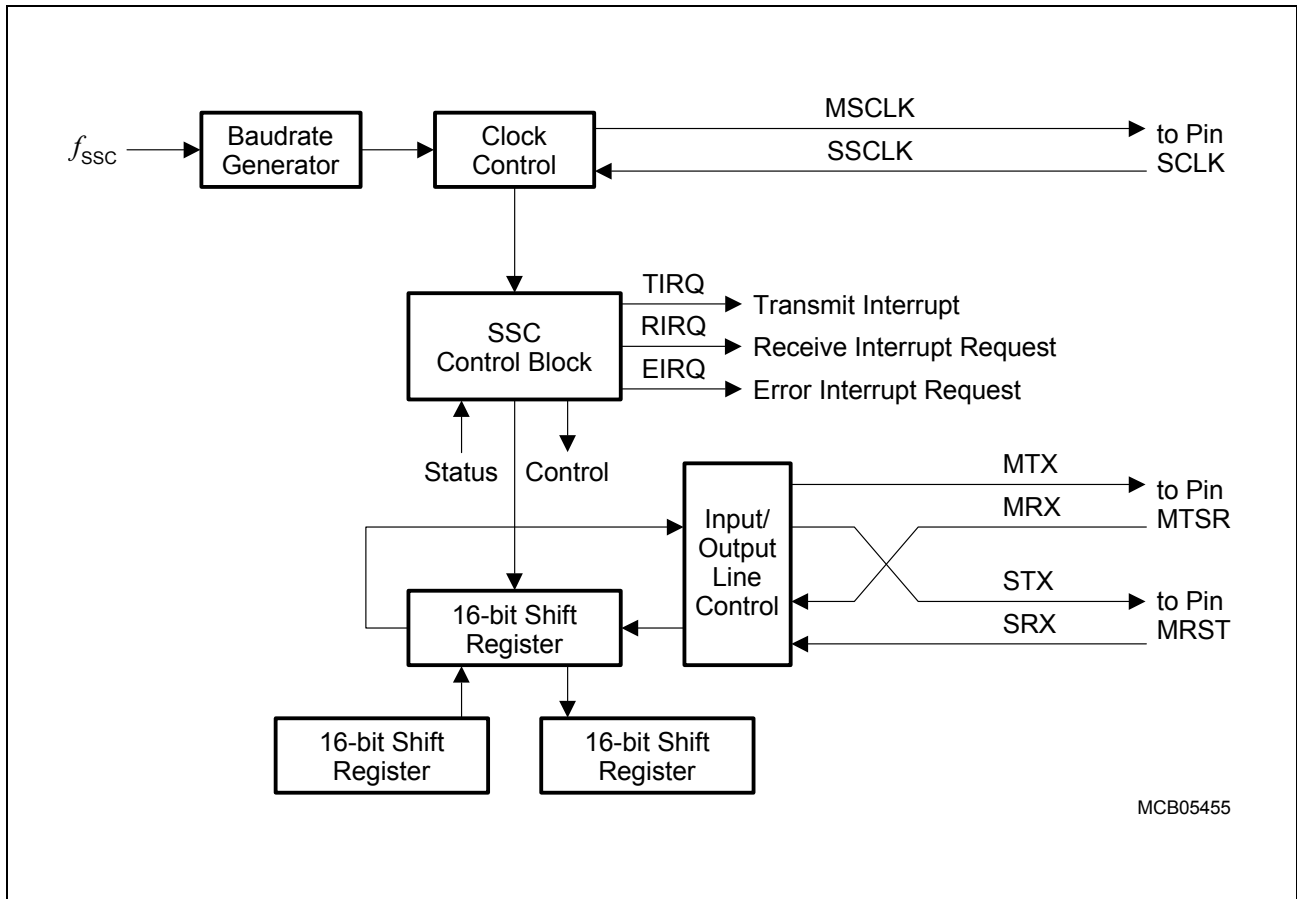 MSCLK
f SSC
Baudrate
Generator
Clock
Control
SSCLK
to Pin
SCLK
TIRQ
Transmit Interrupt
SSC
Control Block
RIRQ
Receive Interrupt Request
EIRQ
Error Interrupt Request
Status
Control
Input/
Output
Line
Control
MTX
MRX
to Pin
MTSR
STX
SRX
to Pin
MRST
16-bit Shift
Register
16-bit Shift
Register
16-bit Shift
Register
MCB05455